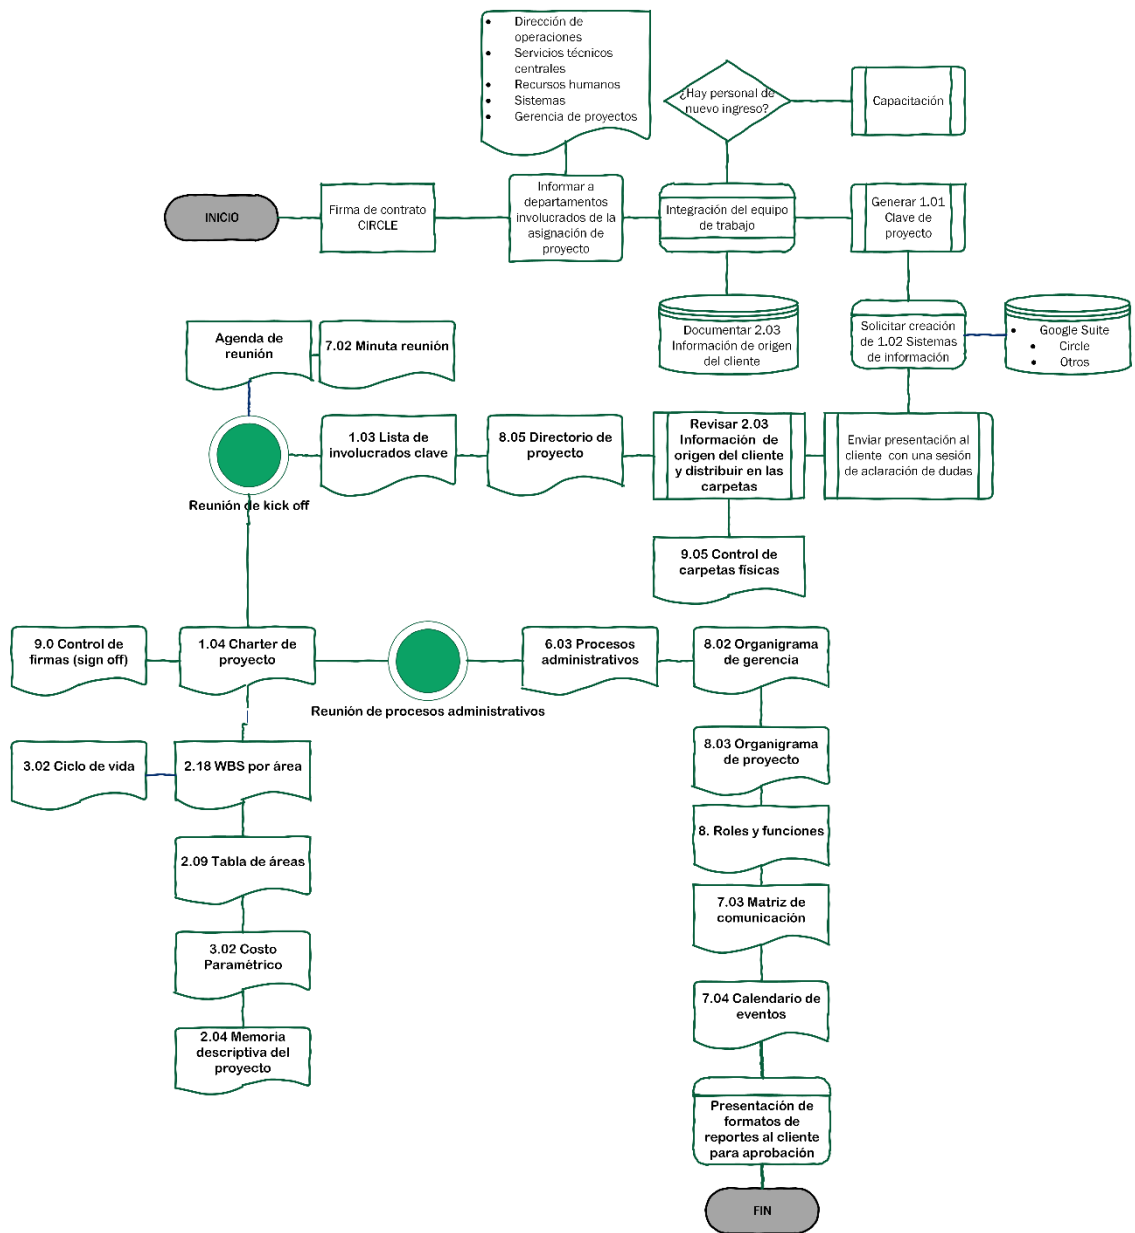 Dirección de
operaciones
Servicios técnicos
centrales
Recursos humanos
Sistemas
Gerencia de proyectos
¿Hay personal de
nuevo ingreso?
Capacitación
INICIO
Firma de contrato
CIRCLE
Informar a
departamentos
involucrados de la
asignación de
proyecto
Integración del equipo
de trabajo
Generar 1.01
Clave de
proyecto
Documentar 2.03
Información de origen
del cliente
Solicitar creación
de 1.02 Sistemas
de información
Google Suite
Circle
Otros
Agenda de
reunión
7.02 Minuta reunión
Reunión de kick off
1.03 Lista de
involucrados clave
8.05 Directorio de
proyecto
Revisar 2.03
Información de
origen del cliente
y distribuir en las
carpetas
Enviar presentación al
cliente con una sesión
de aclaración de dudas
9.05 Control de
carpetas físicas
9.0 Control de
firmas (sign off)
1.04 Charter de
proyecto
Reunión de procesos administrativos
6.03 Procesos
administrativos
8.02 Organigrama
de gerencia
3.02 Ciclo de vida
2.18 WBS por área
8.03 Organigrama
de proyecto
8. Roles y funciones
2.09 Tabla de áreas
7.03 Matriz de
comunicación
3.02 Costo
Paramétrico
7.04 Calendario de
eventos
2.04 Memoria
descriptiva del
proyecto
Presentación de
formatos de
reportes al cliente
para aprobación
FIN